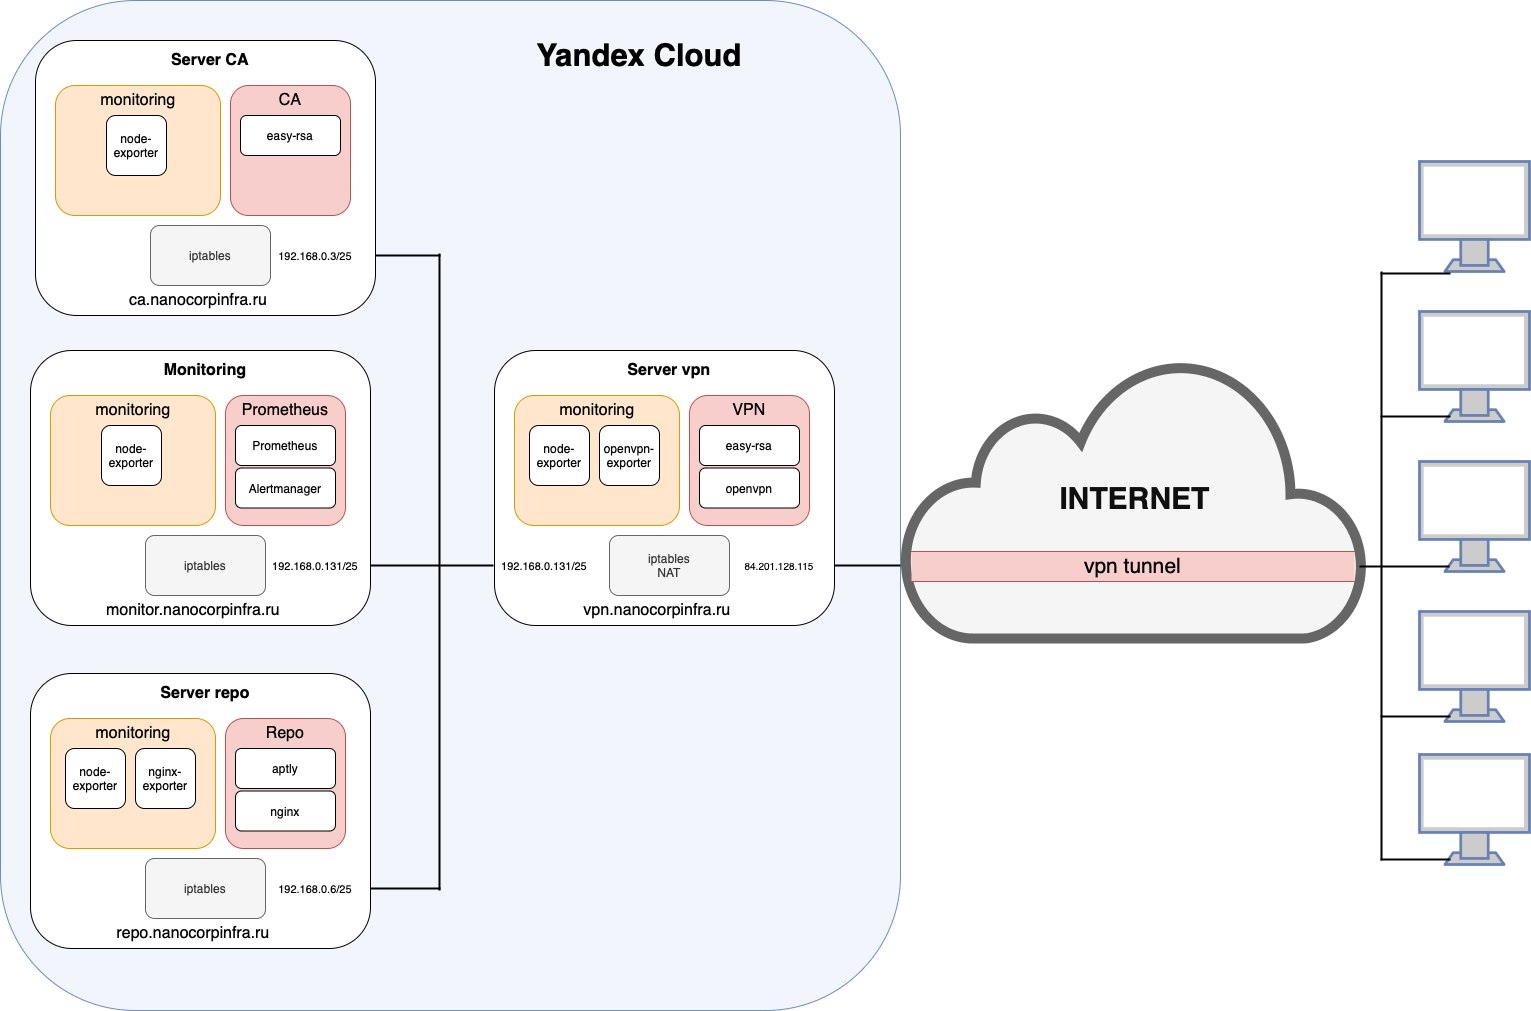 Yandex Cloud
Server CA
monitoring
node-
exporter
CA
easy-rsa
iptables
192.168.0.3/25
ca.nanocorpinfra.ru
Monitoring
monitoring
node-
exporter
Prometheus
Prometheus
Alertmanager
iptables
192.168.0.131/25
monitor.nanocorpinfra.ru
Server repo
monitoring
node-
exporter
nginx-
exporter
Repo
aptly
nginx
iptables
192.168.0.6/25
repo.nanocorpinfra.ru
Server vpn
monitoring
node-
exporter
openvpn-
exporter
VPN
easy-rsa
openvpn
192.168.0.131/25
iptables
NAT
84.201.128.115
vpn.nanocorpinfra.ru
INTERNET
vpn tunnel